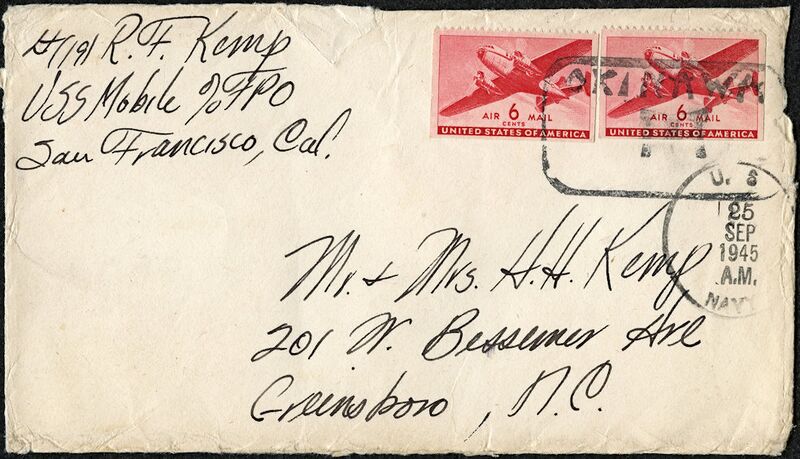 R. F. Kemp
USS Mobile % FPO
San Francisco, Cal.
AIR 6 MAIL
CENTS
UNITED STATES OF AMERICA
AIR 6 MAIL
CENTS
UNITED STATES OF AMERICA
OKINAWA
U. S
25
SEP
1945
A.M.
NAVY
Mr. & Mrs. H. H. Kemp
201 W. Bessemer Ave
Greensboro, N.C.